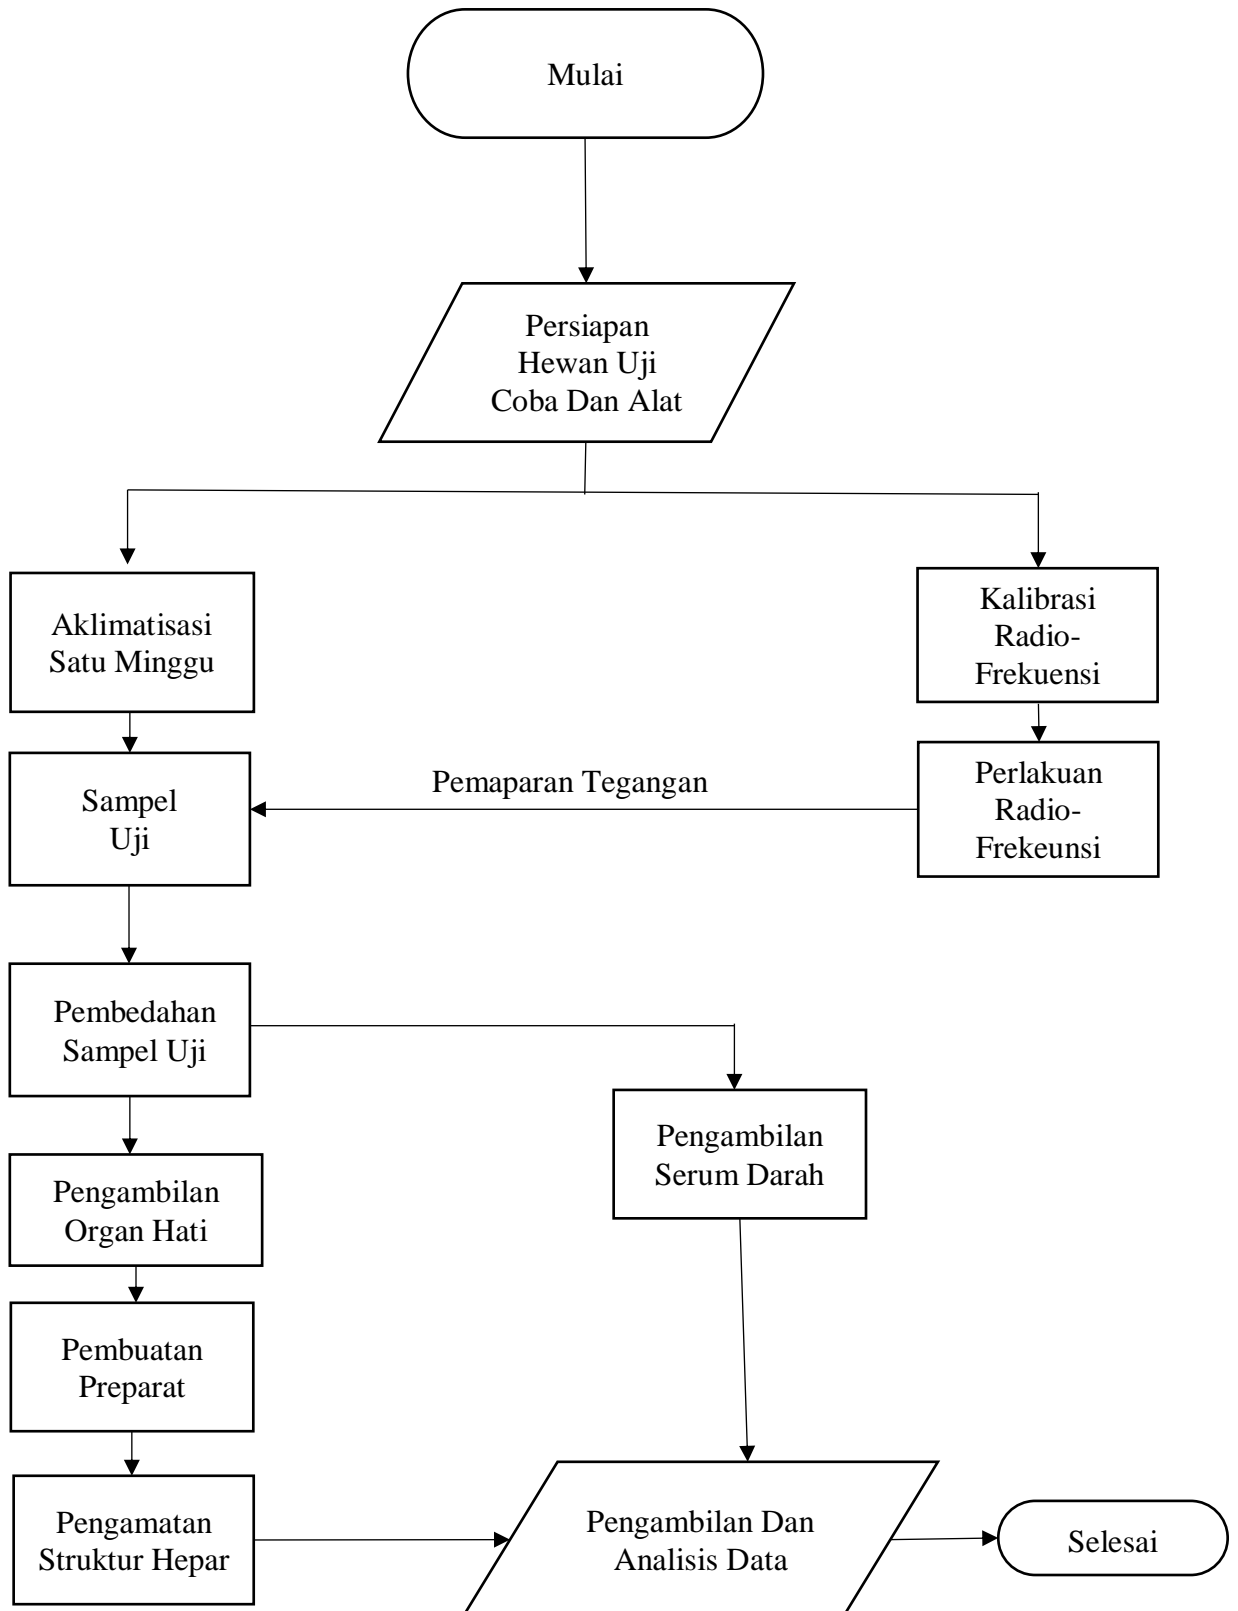 Mulai
Persiapan
Hewan Uji
Coba Dan Alat
Aklimatisasi
Satu Minggu
Kalibrasi
Radio-
Frekuensi
Sampel
Uji
Pemaparan Tegangan
Perlakuan
Radio-
Frekeunsi
Pembedahan
Sampel Uji
Pengambilan
Serum Darah
Pengambilan
Organ Hati
Pembuatan
Preparat
Pengamatan
Struktur Hepar
Pengambilan Dan
Analisis Data
Selesai